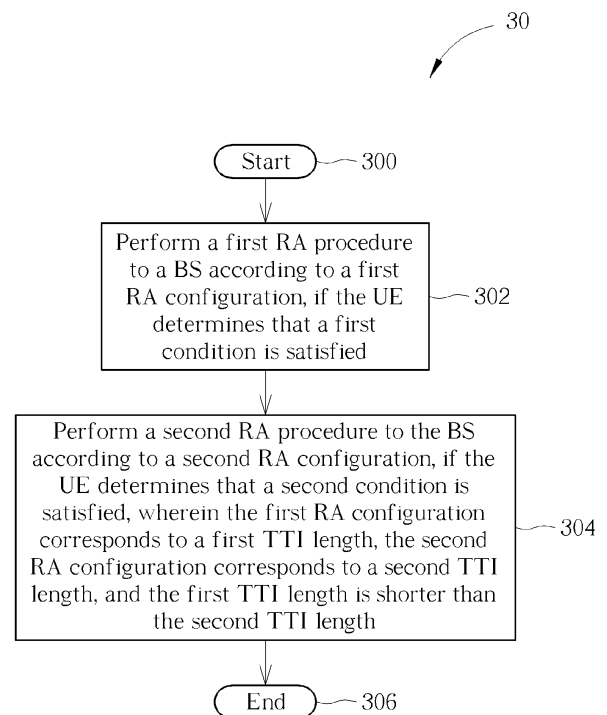 30
Start
300
Perform a first RA procedure
to a BS according to a first
RA configuration, if the UE
determines that a first
condition is satisfied
302
Perform a second RA procedure to the BS
according to a second RA configuration, if the
UE determines that a second condition is
satisfied, wherein the first RA configuration
corresponds to a first TTI length, the second
RA configuration corresponds to a second TTI
length, and the first TTI length is shorter than
the second TTI length
304
End
306